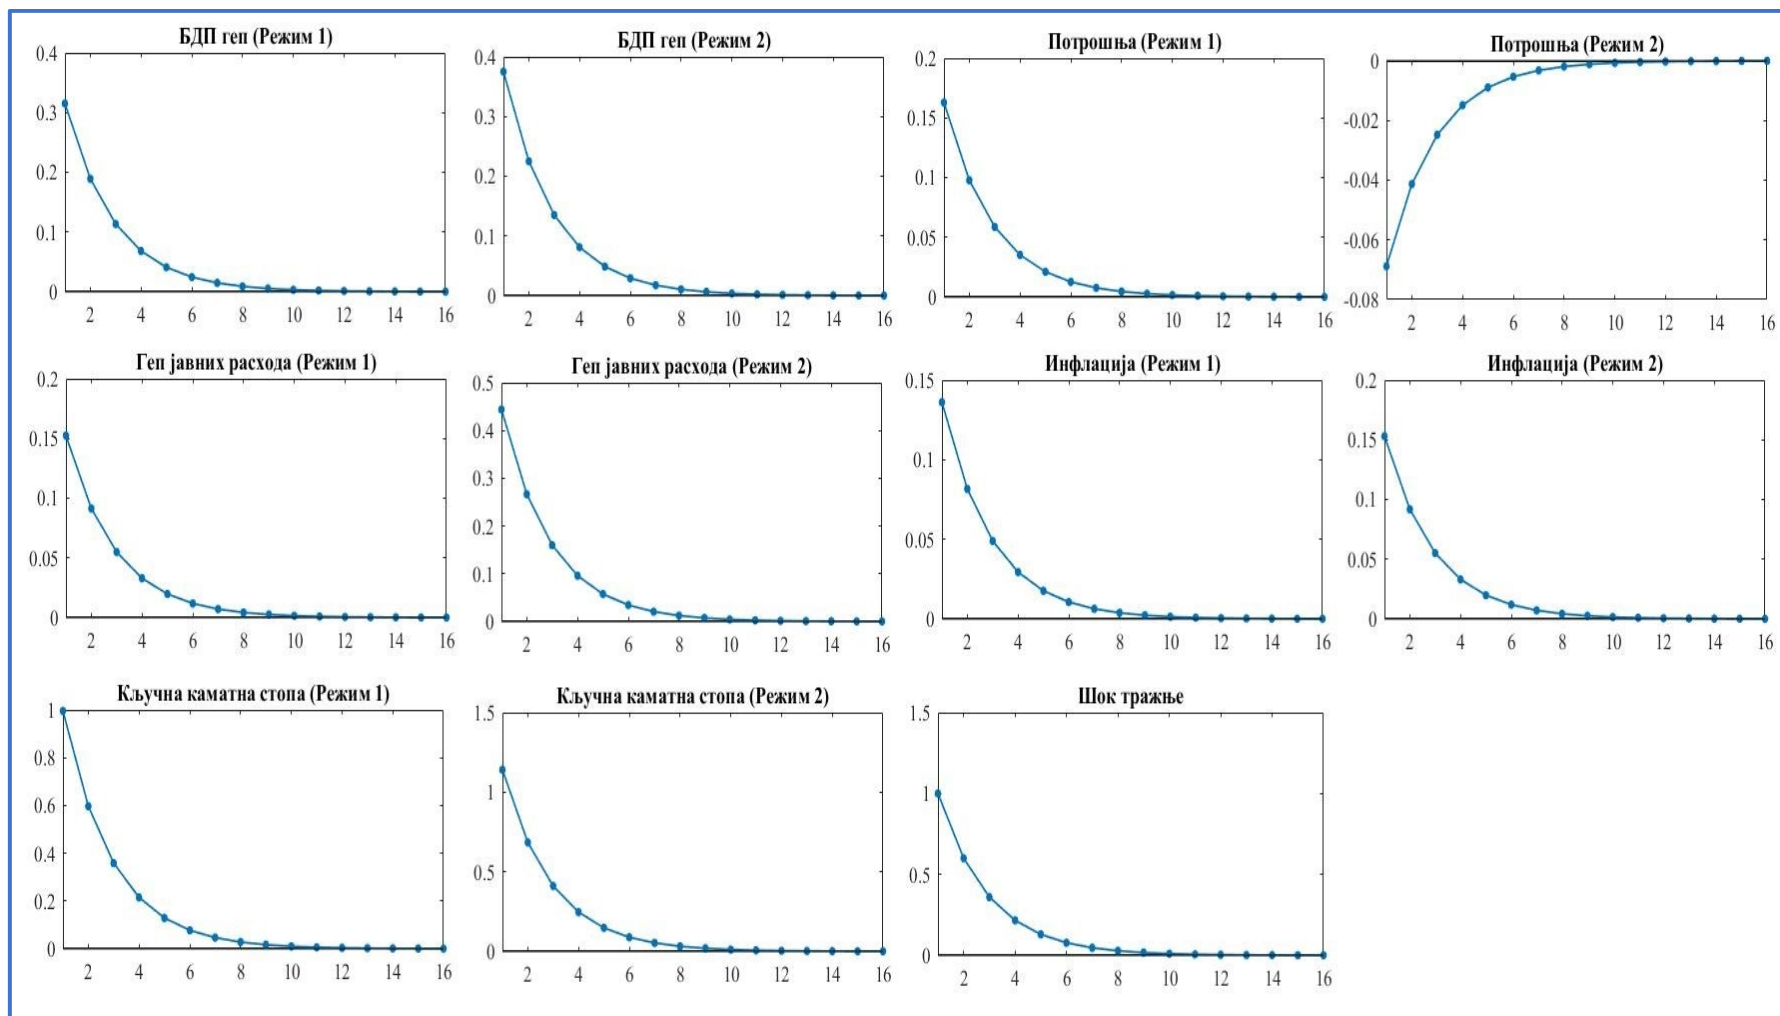 БДП геп (Режим 1)
0.4
0.3
0.2
0.1
0
2 4 6 8 10 12 14 16
БДП геп (Режим 2)
0.4
0.3
0.2
0.1
0
2 4 6 8 10 12 14 16
Потрошња (Режим 1)
0.2
0.15
0.1
0.05
0
2 4 6 8 10 12 14 16
Потрошња (Режим 2)
0
-0.02
-0.04
-0.06
-0.08
2 4 6 8 10 12 14 16
Геп јавних расхода (Режим 1)
0.2
0.15
0.1
0.05
0
2 4 6 8 10 12 14 16
Геп јавних расхода (Режим 2)
0.5
0.4
0.3
0.2
0.1
0
2 4 6 8 10 12 14 16
Инфлација (Режим 1)
0.15
0.1
0.05
0
2 4 6 8 10 12 14 16
Инфлација (Режим 2)
0.2
0.15
0.1
0.05
0
2 4 6 8 10 12 14 16
Кључна каматна стопа (Режим 1)
1
0.8
0.6
0.4
0.2
0
2 4 6 8 10 12 14 16
Кључна каматна стопа (Режим 2)
1.5
1
0.5
0
2 4 6 8 10 12 14 16
Шок тражње
1.5
1
0.5
0
2 4 6 8 10 12 14 16